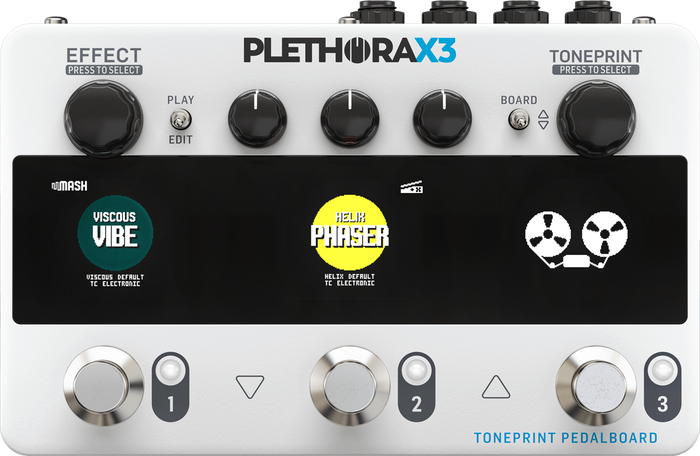 PLETHORAX3
EFFECT
PRESS TO SELECT
PLAY
EDIT
BOARD
TONEPRINT
PRESS TO SELECT
MASH
VISCOUS
VIBE
VISCOUS DEFAULT
TC ELECTRONIC
HELIX
PHASER
HELIX DEFAULT
TC ELECTRONIC
1
2
3
TONEPRINT PEDALBOARD